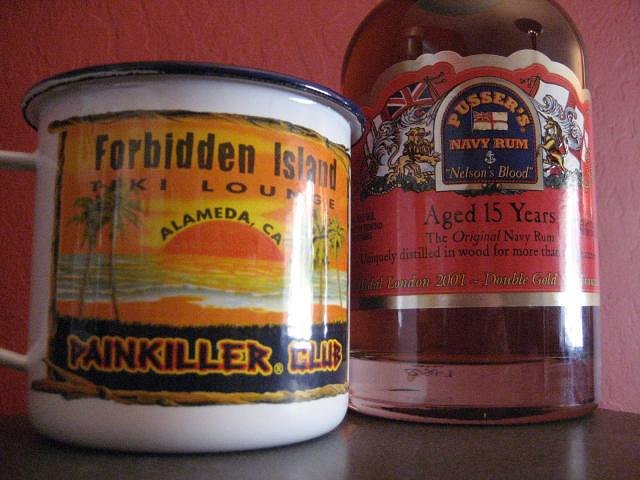 Forbidden Island
TIKI LOUNGE
ALAMEDA, CA
PAINKILLER® CLUB
PUSSER'S
NAVY RUM
"Nelson's Blood"
Aged 15 Years
The Original Navy Rum
Uniquely distilled in wood for more than
London 2001 - Double Gold